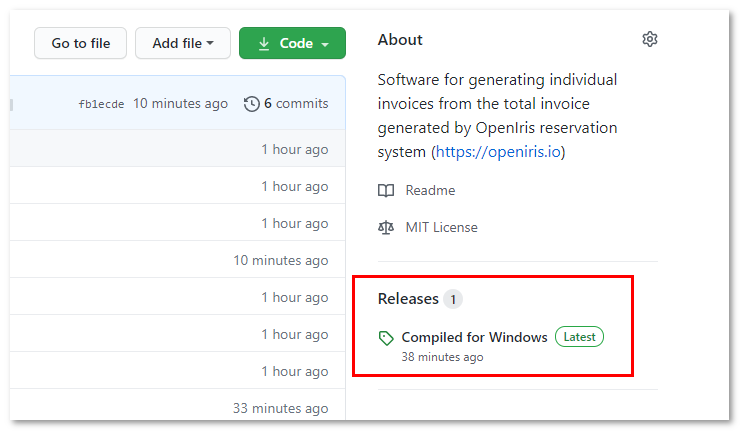 Go to file
Add file
Code
fb1ecde 10 minutes ago 6 commits
1 hour ago
1 hour ago
1 hour ago
10 minutes ago
1 hour ago
1 hour ago
1 hour ago
33 minutes ago
About
Software for generating individual
invoices from the total invoice
generated by OpenIris reservation
system (https://openiris.io)
Readme
MIT License
Releases 1
Compiled for Windows Latest
38 minutes ago